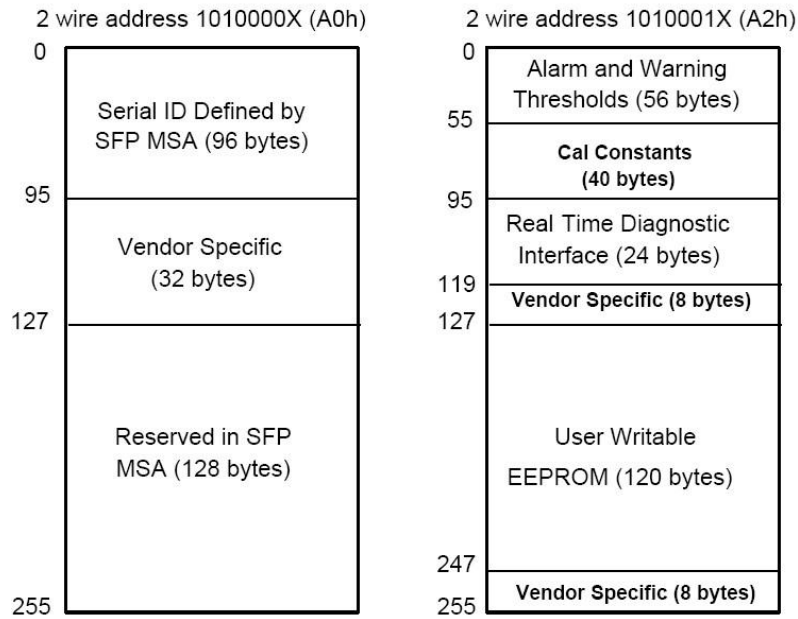 2 wire address 1010000X (A0h)
0
Serial ID Defined by
SFP MSA (96 bytes)
95
Vendor Specific
(32 bytes)
127
Reserved in SFP
MSA (128 bytes)
255
2 wire address 1010001X (A2h)
0
Alarm and Warning
Thresholds (56 bytes)
55
Cal Constants
(40 bytes)
95
Real Time Diagnostic
Interface (24 bytes)
119
Vendor Specific (8 bytes)
127
User Writable
EEPROM (120 bytes)
247
Vendor Specific (8 bytes)
255